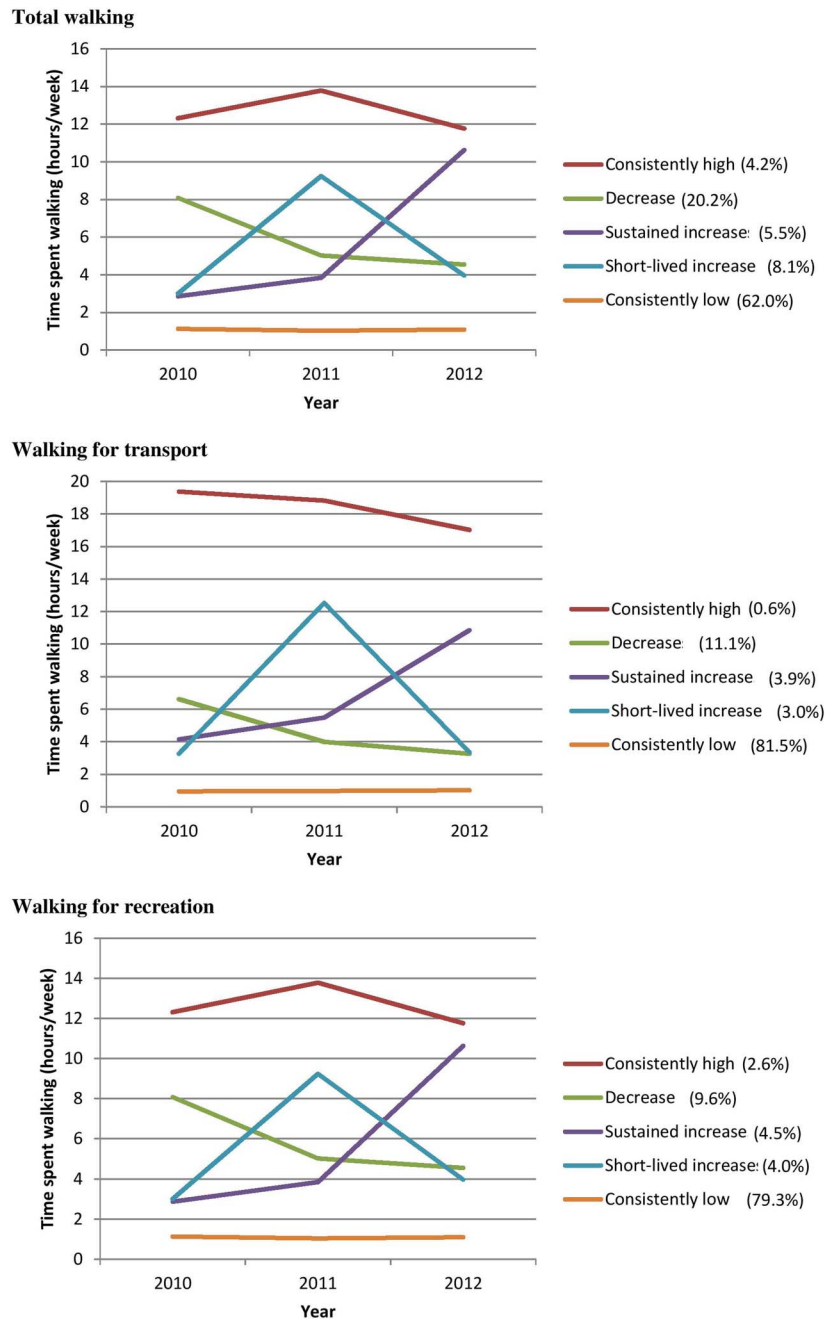 Total walking
16
14
12
10
8
6
4
2
0
Time spent walking (hours/week)
2010 2011 2012
Year
Consistently high (4.2%)
Decrease (20.2%)
Sustained increase: (5.5%)
Short-lived increase (8.1%)
Consistently low (62.0%)
Walking for transport
20
18
16
14
12
10
8
6
4
2
0
Time spent walking (hours/week)
2010 2011 2012
Year
Consistently high (0.6%)
Decrease (11.1%)
Sustained increase (3.9%)
Short-lived increase (3.0%)
Consistently low (81.5%)
Walking for recreation
16
14
12
10
8
6
4
2
0
Time spent walking (hours/week)
2010 2011 2012
Year
Consistently high (2.6%)
Decrease (9.6%)
Sustained increase (4.5%)
Short-lived increase: (4.0%)
Consistently low (79.3%)